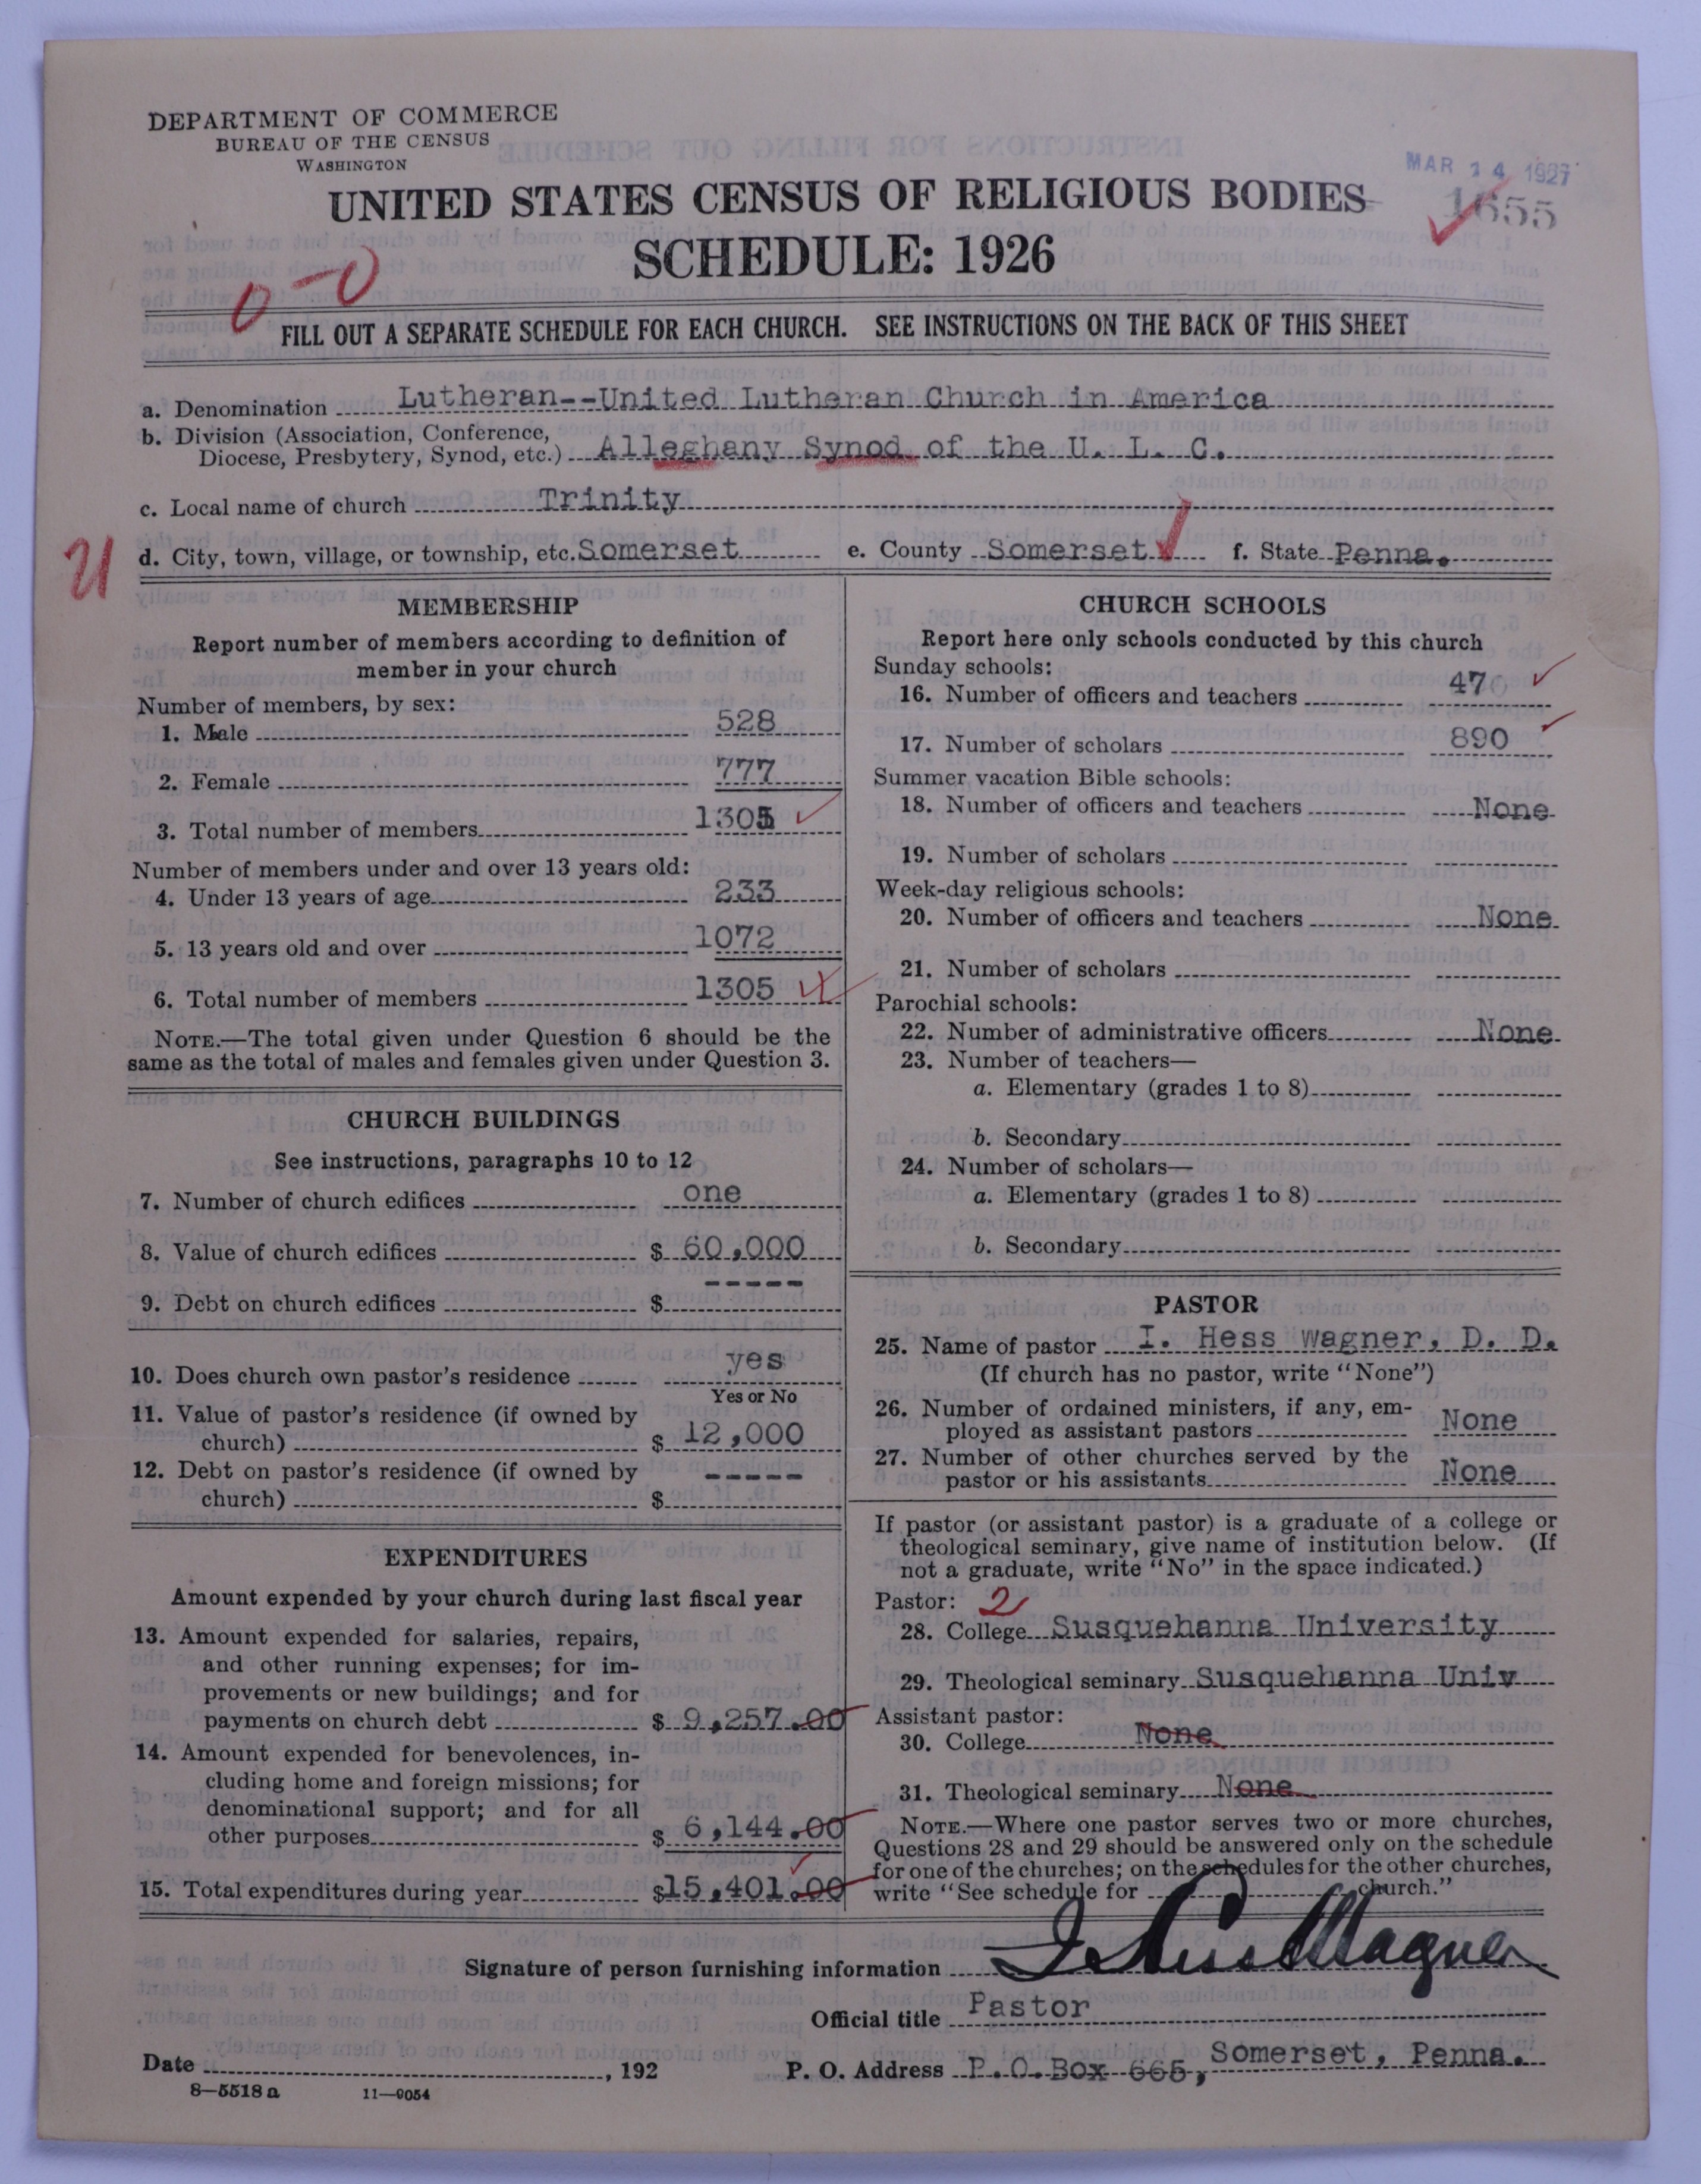 DEPARTMENT OF COMMERCE
BUREAU OF THE CENSUS
WASHINGTON
MAR 14 1927
1655
UNITED STATES CENSUS OF RELIGIOUS BODIES
SCHEDULE: 1926
0-0
FILL OUT A SEPARATE SCHEDULE FOR EACH CHURCH. SEE INSTRUCTIONS ON THE BACK OF THIS SHEET
a. Denomination Lutheran--United Lutheran Church in America
b. Division (Association, Conference,
Diocese, Presbytery, Synod, etc.) Alleghany Synod of the U. L. C.
c. Local name of church Trinity
d. City, town, village, or township, etc. Somerset e. County Somerset f. State Penna.
MEMBERSHIP
Report number of members according to definition of
member in your church
Number of members, by sex:
1. Male 528
2. Female 777
3. Total number of members 1305
Number of members under and over 13 years old:
4. Under 13 years of age 233
5. 13 years old and over 1072
6. Total number of members 1305
NOTE.—The total given under Question 6 should be the
same as the total of males and females given under Question 3.
CHURCH BUILDINGS
See instructions, paragraphs 10 to 12
7. Number of church edifices one
8. Value of church edifices $ 60,000
9. Debt on church edifices $ -----
10. Does church own pastor's residence yes
Yes or No
11. Value of pastor's residence (if owned by
church) $ 12,000
12. Debt on pastor's residence (if owned by
church) $ -----
EXPENDITURES
Amount expended by your church during last fiscal year
13. Amount expended for salaries, repairs,
and other running expenses; for im-
provements or new buildings; and for
payments on church debt $ 9,257.00
14. Amount expended for benevolences, in-
cluding home and foreign missions; for
denominational support; and for all
other purposes $ 6,144.00
15. Total expenditures during year $15,401.00
CHURCH SCHOOLS
Report here only schools conducted by this church
Sunday schools:
16. Number of officers and teachers 47
17. Number of scholars 890
Summer vacation Bible schools:
18. Number of officers and teachers None
19. Number of scholars
Week-day religious schools:
20. Number of officers and teachers None
21. Number of scholars
Parochial schools:
22. Number of administrative officers None
23. Number of teachers—
a. Elementary (grades 1 to 8)
b. Secondary
24. Number of scholars—
a. Elementary (grades 1 to 8)
b. Secondary
PASTOR
25. Name of pastor I. Hess Wagner, D. D.
(If church has no pastor, write "None")
26. Number of ordained ministers, if any, em-
ployed as assistant pastors None
27. Number of other churches served by the
pastor or his assistants None
If pastor (or assistant pastor) is a graduate of a college or
theological seminary, give name of institution below. (If
not a graduate, write "No" in the space indicated.)
Pastor: 2
28. College Susquehanna University
29. Theological seminary Susquehanna Univ
Assistant pastor:
30. College None
31. Theological seminary None
NOTE.—Where one pastor serves two or more churches,
Questions 28 and 29 should be answered only on the schedule
for one of the churches; on the schedules for the other churches,
write "See schedule for church."
Signature of person furnishing information I Hess Wagner
Official title Pastor
Date , 192 P. O. Address P.O.Box 665, Somerset, Penna.
8—5518 a 11—9054